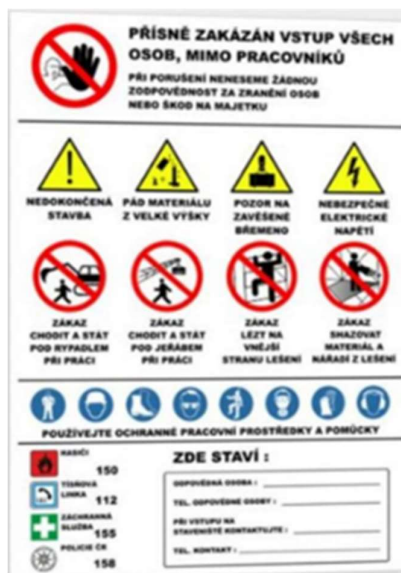 PŘÍSNĚ ZAKÁZÁN VSTUP VŠECH
OSOB, MIMO PRACOVNÍKŮ
PŘI PORUŠENÍ NENESEME ŽÁDNOU
ZODPOVĚDNOST ZA ZRANĚNÍ OSOB
NEBO ŠKOD NA MAJETKU
NEDOKONČENÁ
STAVBA
PÁD MATERIÁLU
Z VELKÉ VÝŠKY
POZOR NA
ZAVĚŠENÉ
BŘEMENO
NEBEZPEČNÉ
ELEKTRICKÉ
NAPĚTÍ
ZÁKAZ
CHODIT A STÁT
POD RYPADLEM
PŘI PRÁCI
ZÁKAZ
CHODIT A STÁT
POD JEŘÁBEM
PŘI PRÁCI
ZÁKAZ
LÉZT NA
VNĚJŠÍ
STRANU LEŠENÍ
ZÁKAZ
SHAZOVAT
MATERIÁL A
NÁŘADÍ Z LEŠENÍ
POUŽÍVEJTE OCHRANNÉ PRACOVNÍ PROSTŘEDKY A POMŮCKY
HASIČI
150
TÍSŇOVÁ
LINKA
112
ZÁCHRANNÁ
SLUŽBA
155
POLICIE ČR
158
ZDE STAVÍ :
ODPOVĚDNÁ OSOBA :
TEL. ODPOVĚDNÉ OSOBY :
PŘI VSTUPU NA
STAVENIŠTĚ KONTAKTUJTE :
TEL. KONTAKT :